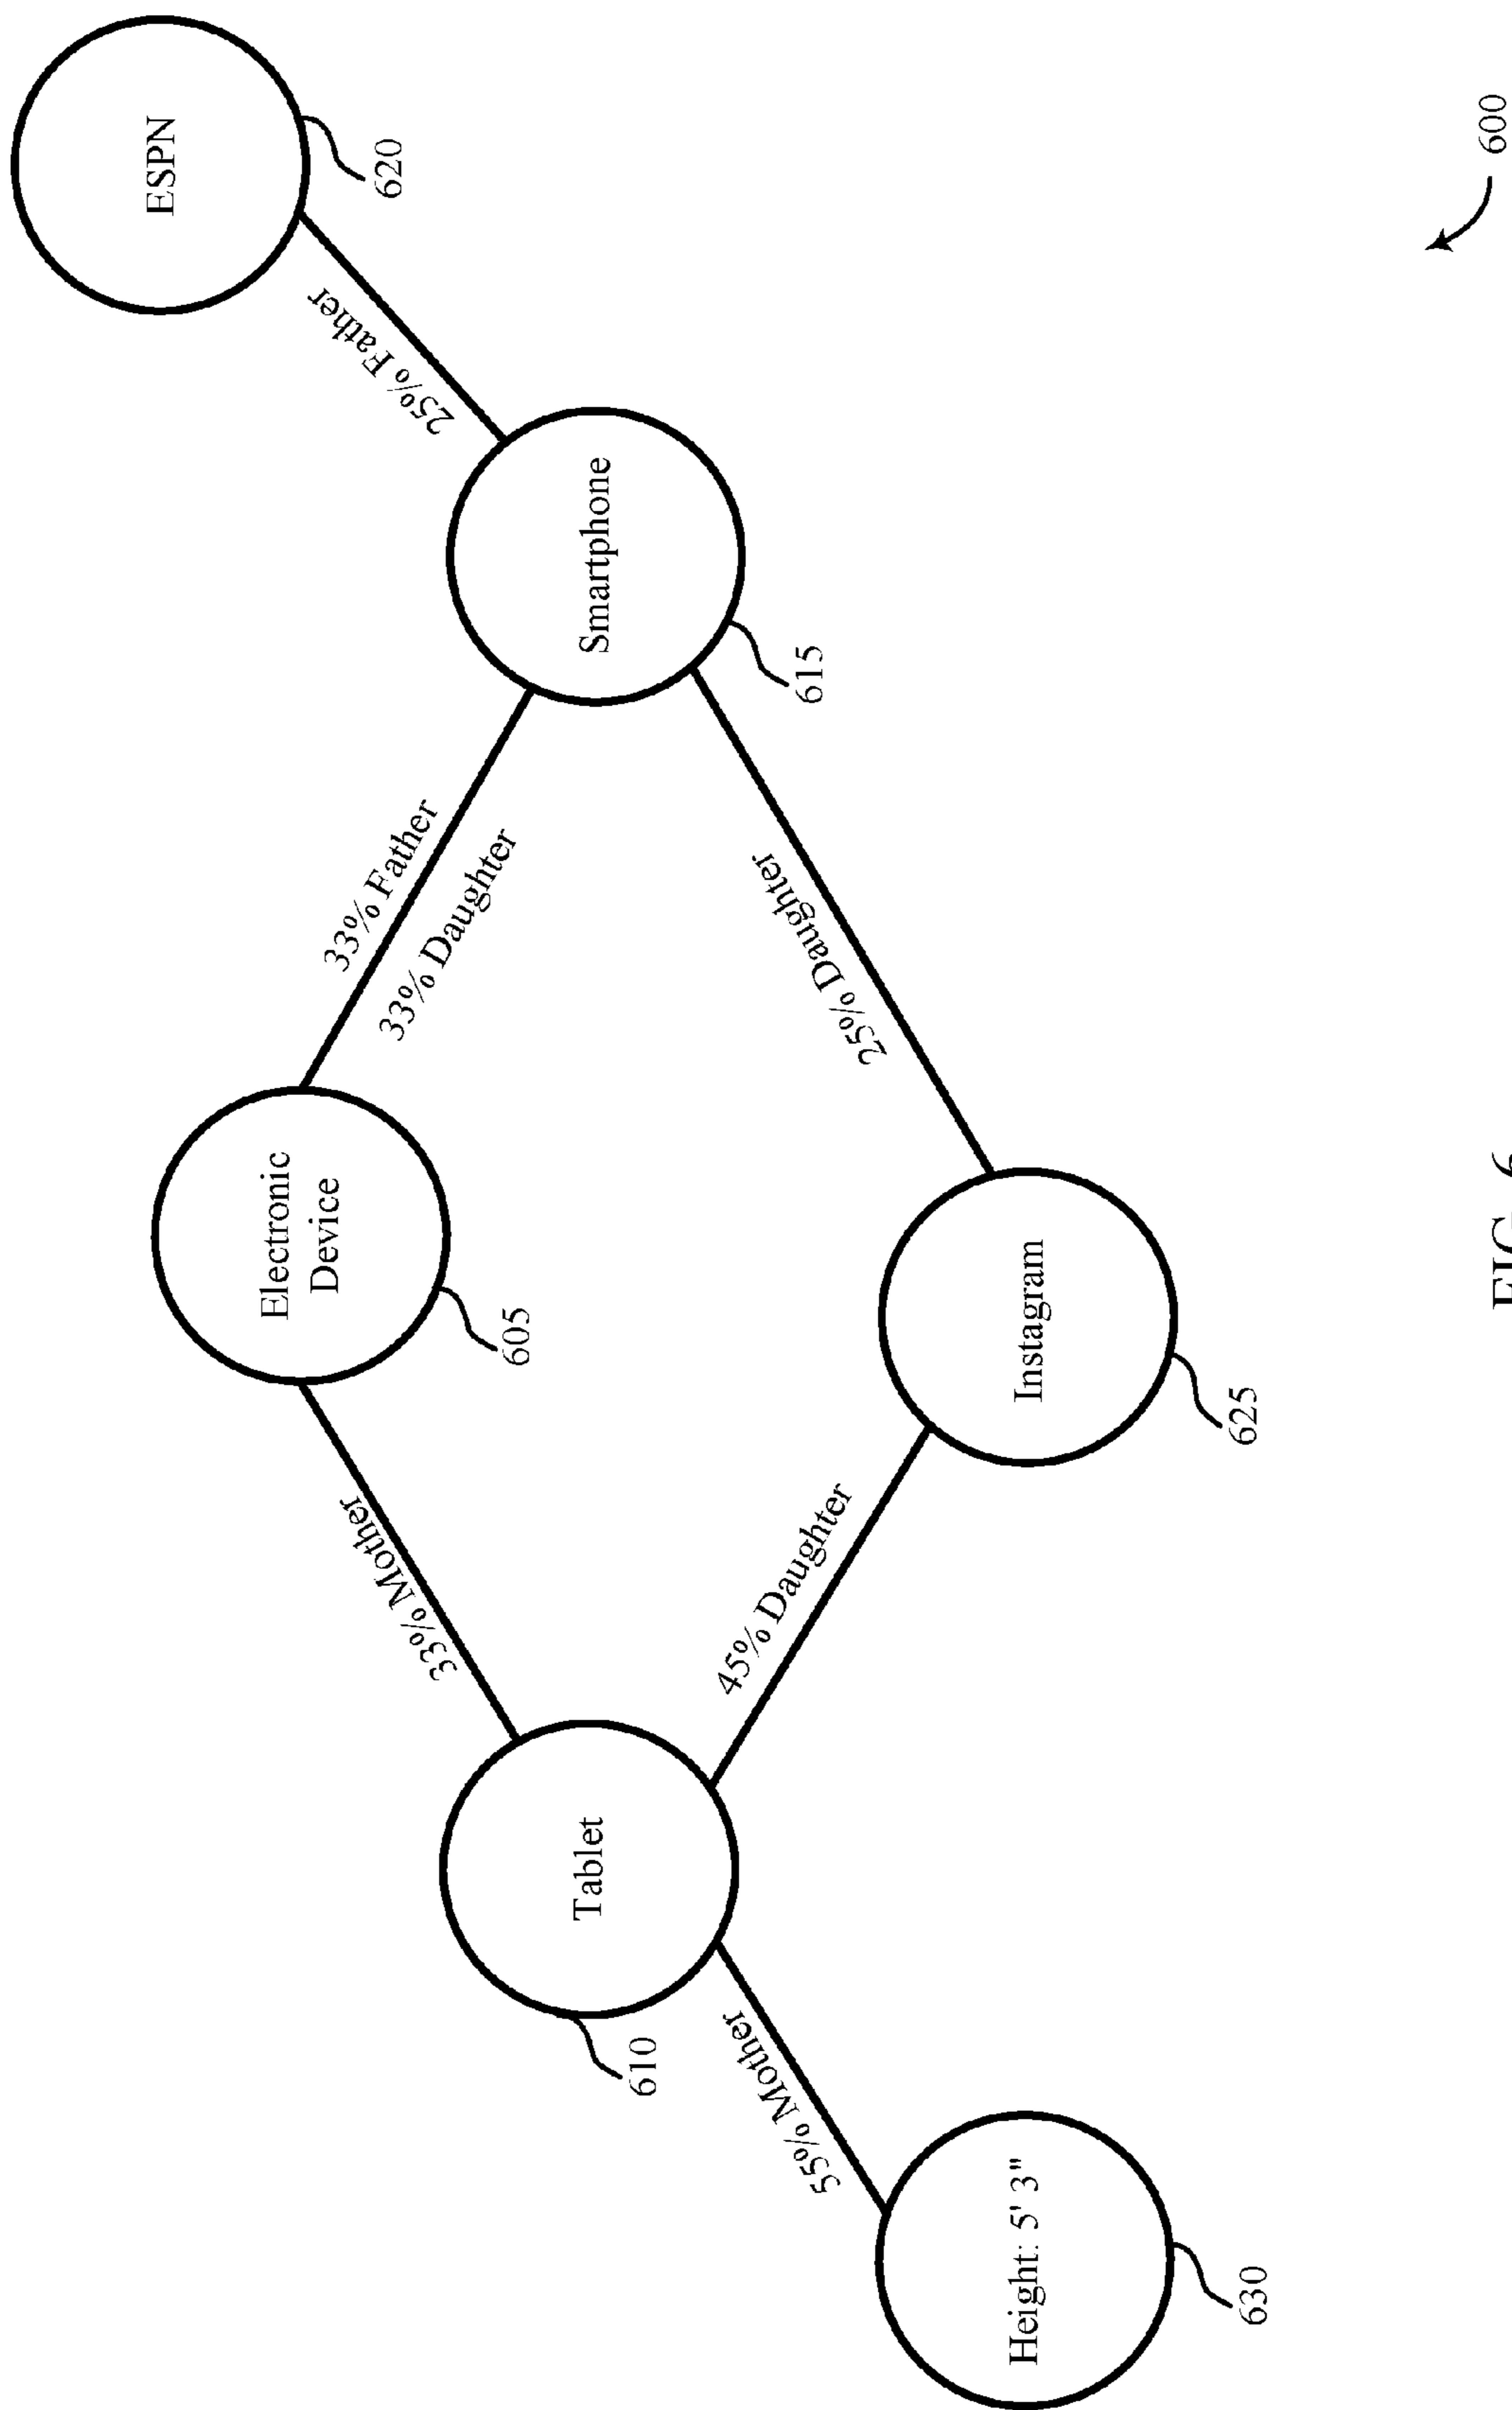 ESPN
620
Electronic
Device
605
25% Father
33% Father
33% Daughter
33% Mother
Smartphone
615
Tablet
610
25% Daughter
45% Daughter
55% Mother
Instagram
625
Height: 5' 3"
630
600
FIG. 6